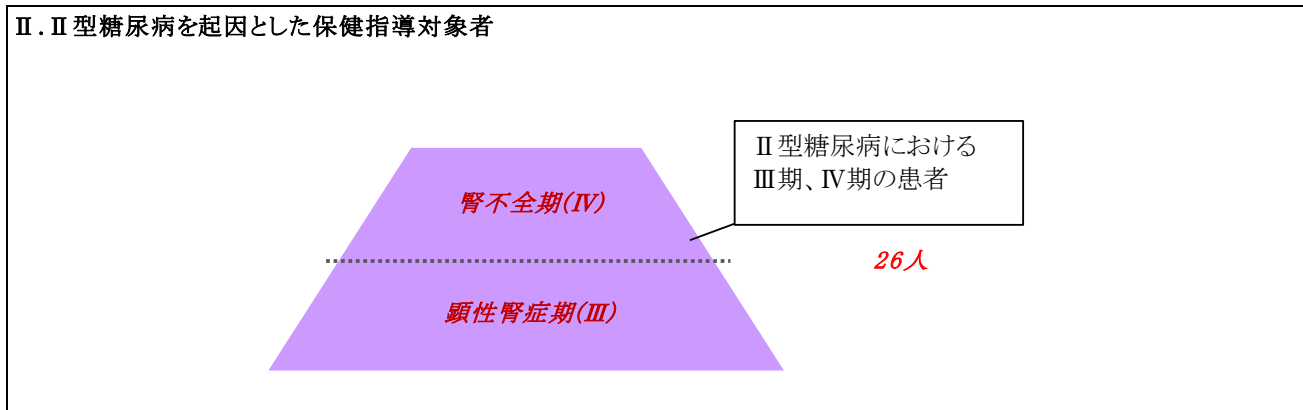 Ⅱ．Ⅱ型糖尿病を起因とした保健指導対象者
Ⅱ型糖尿病における
Ⅲ期、Ⅳ期の患者
腎不全期(Ⅳ)
26人
顕性腎症期(Ⅲ)